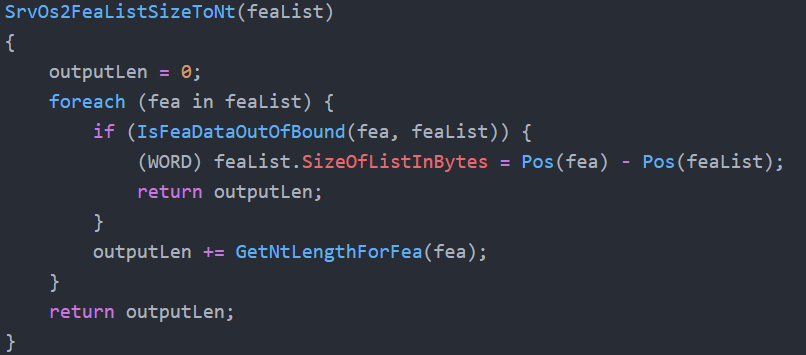 SrvOs2FeaListSizeToNt(feaList)
{
    outputLen = 0;
    foreach (fea in feaList) {
        if (IsFeaDataOutOfBound(fea, feaList)) {
            (WORD) feaList.SizeOfListInBytes = Pos(fea) - Pos(feaList);
            return outputLen;
        }
        outputLen += GetNtLengthForFea(fea);
    }
    return outputLen;
}